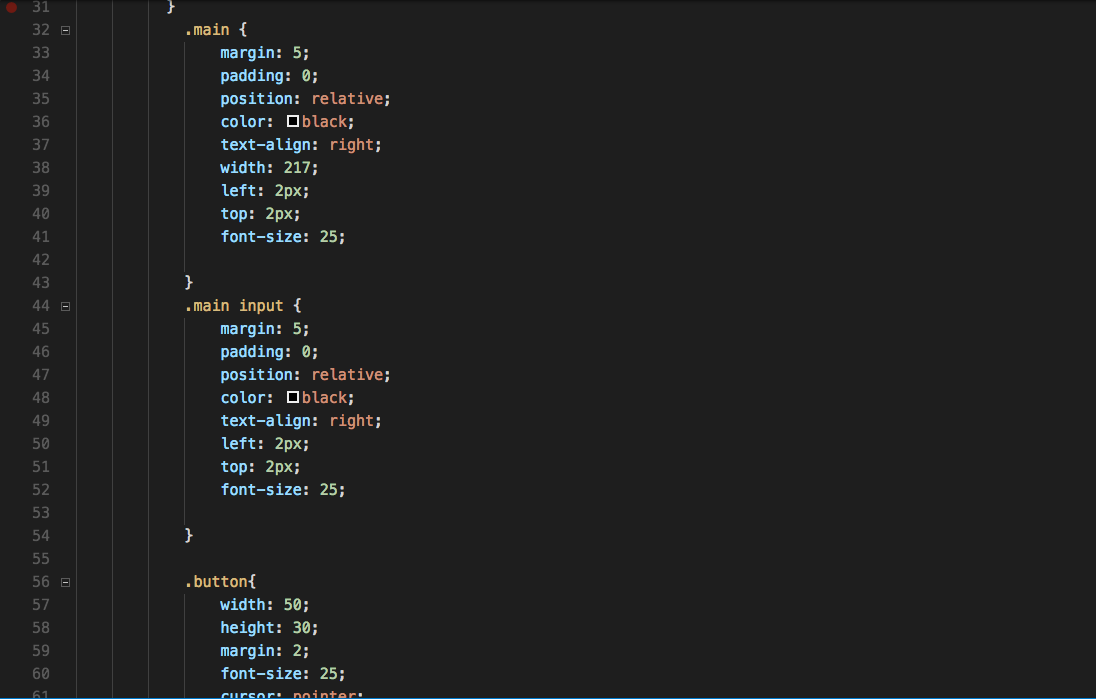 31 }
32 .main {
33 margin: 5;
34 padding: 0;
35 position: relative;
36 color: black;
37 text-align: right;
38 width: 217;
39 left: 2px;
40 top: 2px;
41 font-size: 25;
42
43 }
44 .main input {
45 margin: 5;
46 padding: 0;
47 position: relative;
48 color: black;
49 text-align: right;
50 left: 2px;
51 top: 2px;
52 font-size: 25;
53
54 }
55
56 .button{
57 width: 50;
58 height: 30;
59 margin: 2;
60 font-size: 25;
61 cursor: pointer;